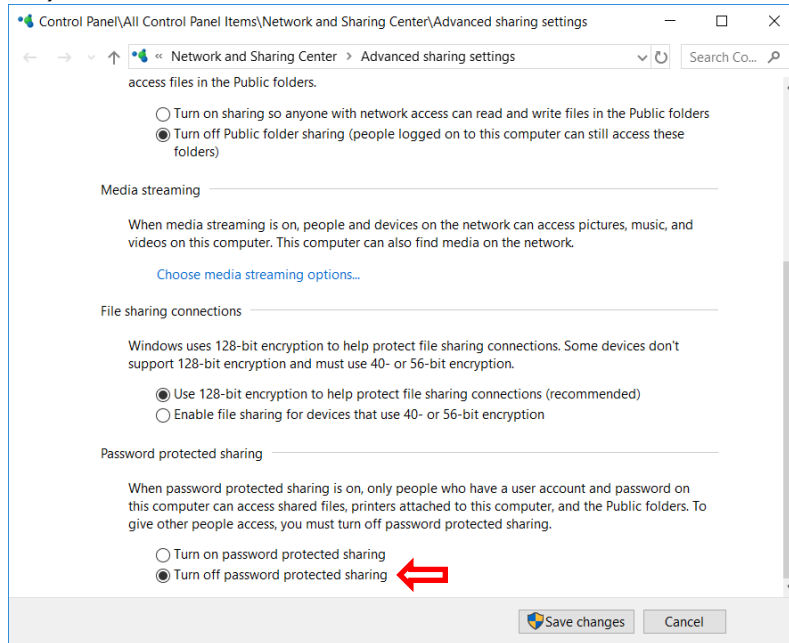 Control Panel\All Control Panel Items\Network and Sharing Center\Advanced sharing settings
« Network and Sharing Center > Advanced sharing settings
Search Co...
access files in the Public folders.
Turn on sharing so anyone with network access can read and write files in the Public folders
Turn off Public folder sharing (people logged on to this computer can still access these
folders)
Media streaming
When media streaming is on, people and devices on the network can access pictures, music, and
videos on this computer. This computer can also find media on the network.
Choose media streaming options...
File sharing connections
Windows uses 128-bit encryption to help protect file sharing connections. Some devices don't
support 128-bit encryption and must use 40- or 56-bit encryption.
Use 128-bit encryption to help protect file sharing connections (recommended)
Enable file sharing for devices that use 40- or 56-bit encryption
Password protected sharing
When password protected sharing is on, only people who have a user account and password on
this computer can access shared files, printers attached to this computer, and the Public folders. To
give other people access, you must turn off password protected sharing.
Turn on password protected sharing
Turn off password protected sharing
Save changes
Cancel